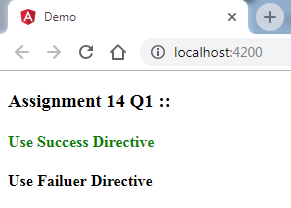 Demo
localhost:4200
Assignment 14 Q1 ::
Use Success Directive
Use Failuer Directive